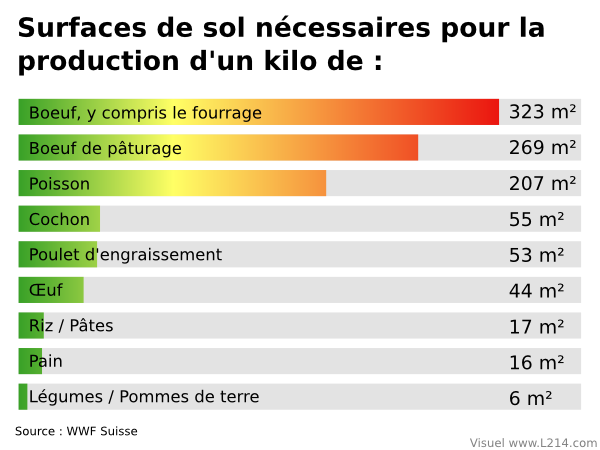 Surfaces de sol nécessaires pour la
production d'un kilo de :
Boeuf, y compris le fourrage 323 m²
Boeuf de pâturage 269 m²
Poisson 207 m²
Cochon 55 m²
Poulet d'engraissement 53 m²
Œuf 44 m²
Riz / Pâtes 17 m²
Pain 16 m²
Légumes / Pommes de terre 6 m²
Source : WWF Suisse
Visuel www.L214.com